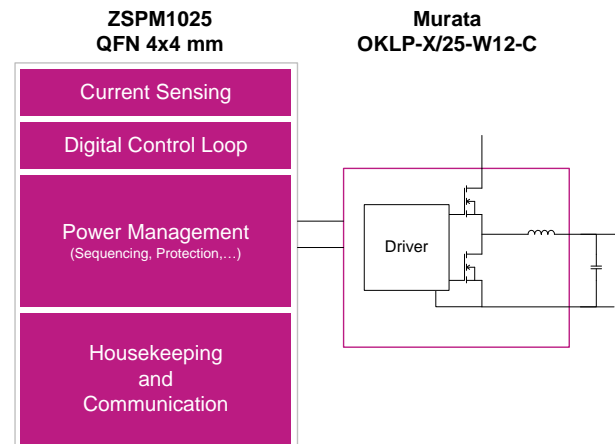 ZSPM1025
QFN 4x4 mm
Murata
OKLP-X/25-W12-C
Current Sensing
Digital Control Loop
Power Management
(Sequencing, Protection,…)
Driver
Housekeeping
and
Communication